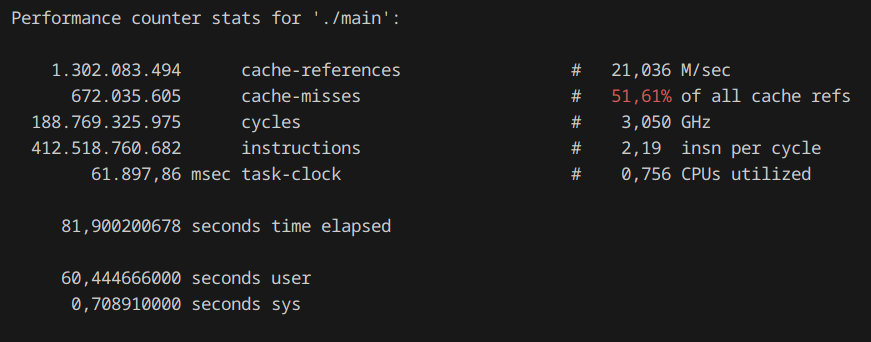 Performance counter stats for './main':
1.302.083.494 cache-references # 21,036 M/sec
672.035.605 cache-misses # 51,61% of all cache refs
188.769.325.975 cycles # 3,050 GHz
412.518.760.682 instructions # 2,19 insn per cycle
61.897,86 msec task-clock # 0,756 CPUs utilized
81,900200678 seconds time elapsed
60,444666000 seconds user
0,708910000 seconds sys